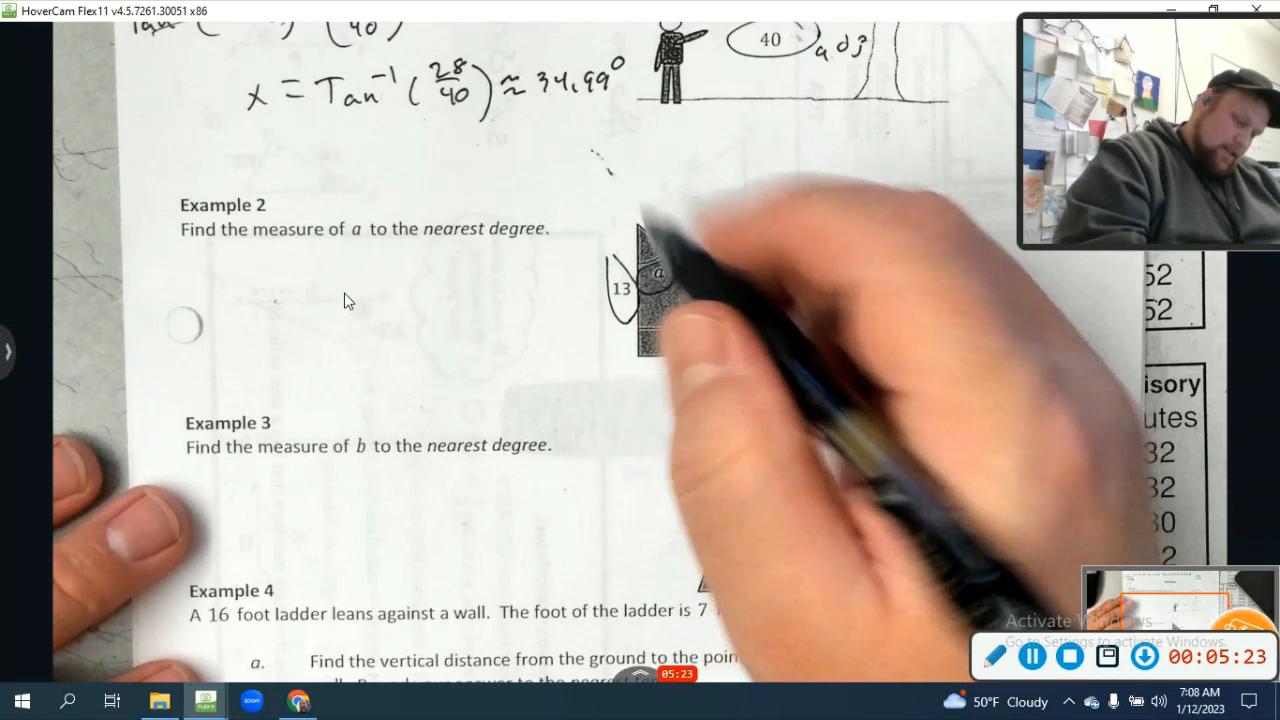 HoverCam Flex11 v4.5.7261.30051 x86
40
40 adj
x = Tan⁻¹ (28/40) ≈ 34.99°
Example 2
Find the measure of a to the nearest degree.
a
13
52
52
isory
utes
32
32
30
2
Example 3
Find the measure of b to the nearest degree.
Example 4
A 16 foot ladder leans against a wall. The foot of the ladder is 7
a. Find the vertical distance from the ground to the poin
Activate Windows
Go to Settings to activate Windows.
00:05:23
05:23
zoom
50°F Cloudy
7:08 AM
1/12/2023